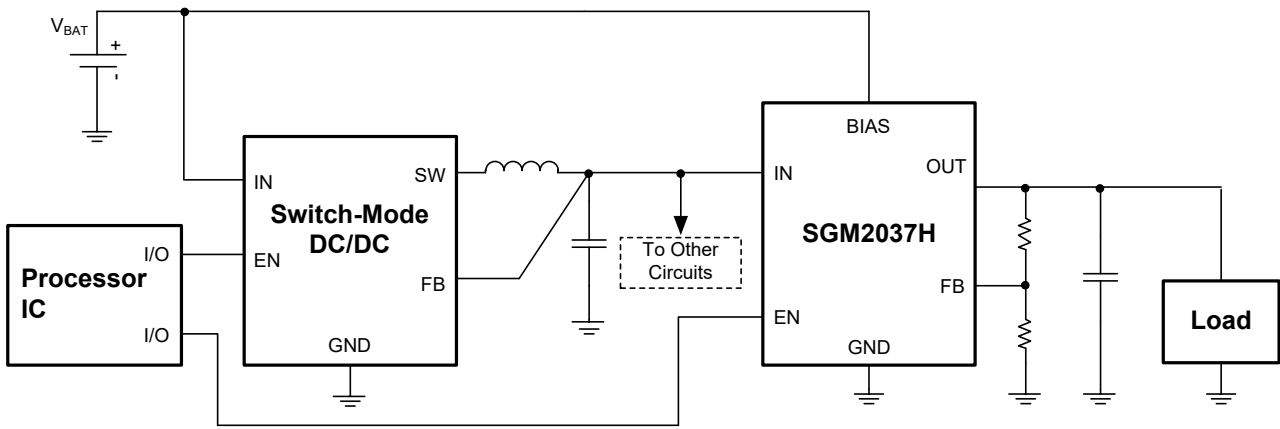 VBAT
+
-
BIAS
IN
SW
Switch-Mode
DC/DC
EN
FB
GND
Processor
IC
I/O
I/O
To Other
Circuits
IN
OUT
SGM2037H
FB
EN
GND
Load